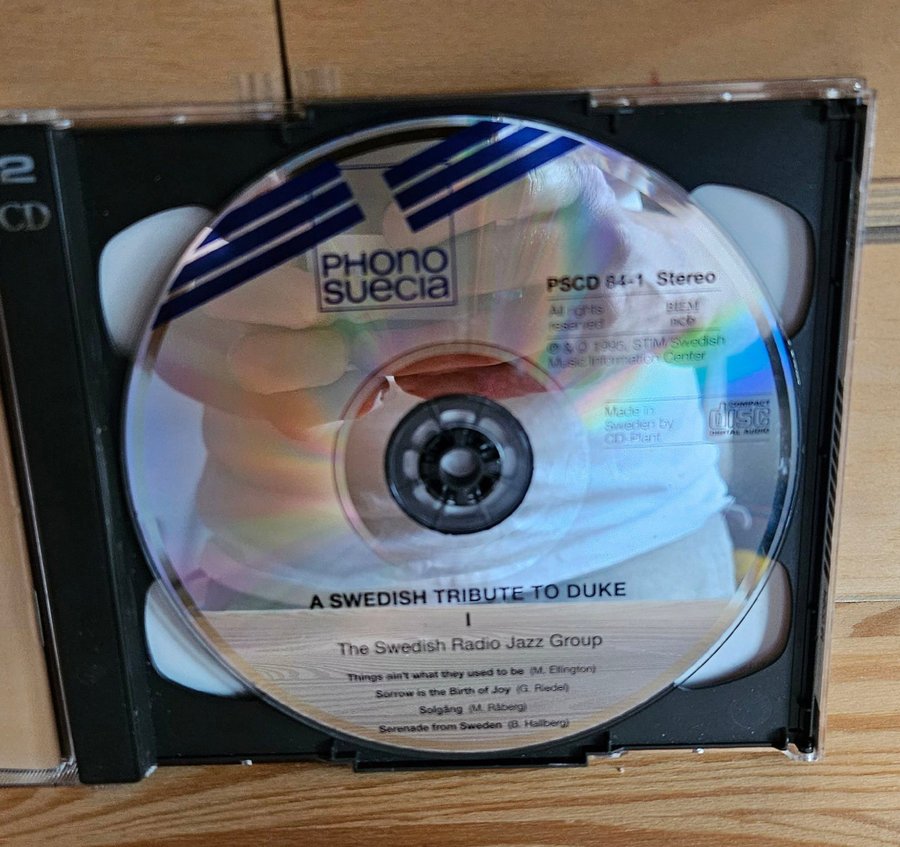 2
CD
PHONO
SUECIA
PSCD 84-1 Stereo
All rights
reserved
BIEM
ncb
℗ & © 1995, STIM/Swedish
Music Information Center
Made in
Sweden by
CD-Plant
COMPACT
disc
DIGITAL AUDIO
A SWEDISH TRIBUTE TO DUKE
I
The Swedish Radio Jazz Group
Things ain't what they used to be (M. Ellington)
Sorrow is the Birth of Joy (G. Riedel)
Solgång (M. Råberg)
Serenade from Sweden (B. Hallberg)